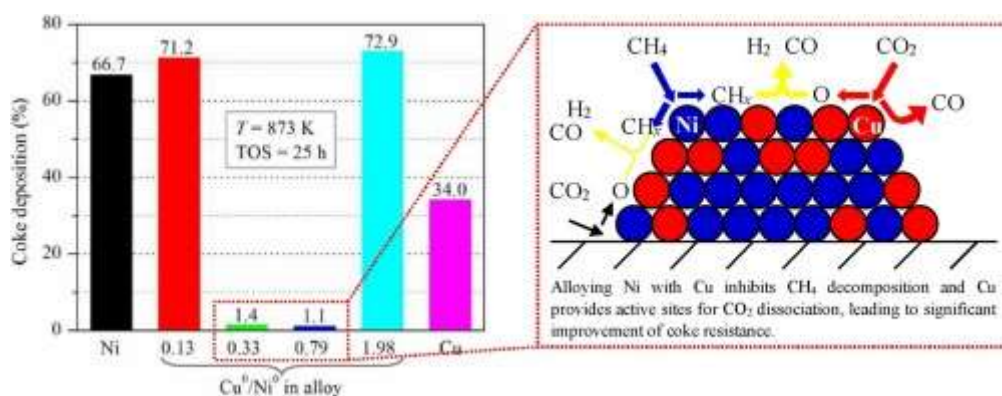 80
60
40
20
0
Coke deposition (%)
66.7
71.2
1.4
1.1
72.9
34.0
T = 873 K
TOS = 25 h
Ni
0.13
0.33
0.79
1.98
Cu
Cu⁰/Ni⁰ in alloy
CH₄
H₂ CO
CO₂
CHₓ
O
CO
H₂
CO
CHₓ
Ni
Cu
CO₂
O
Alloying Ni with Cu inhibits CH₄ decomposition and Cu
provides active sites for CO₂ dissociation, leading to significant
improvement of coke resistance.